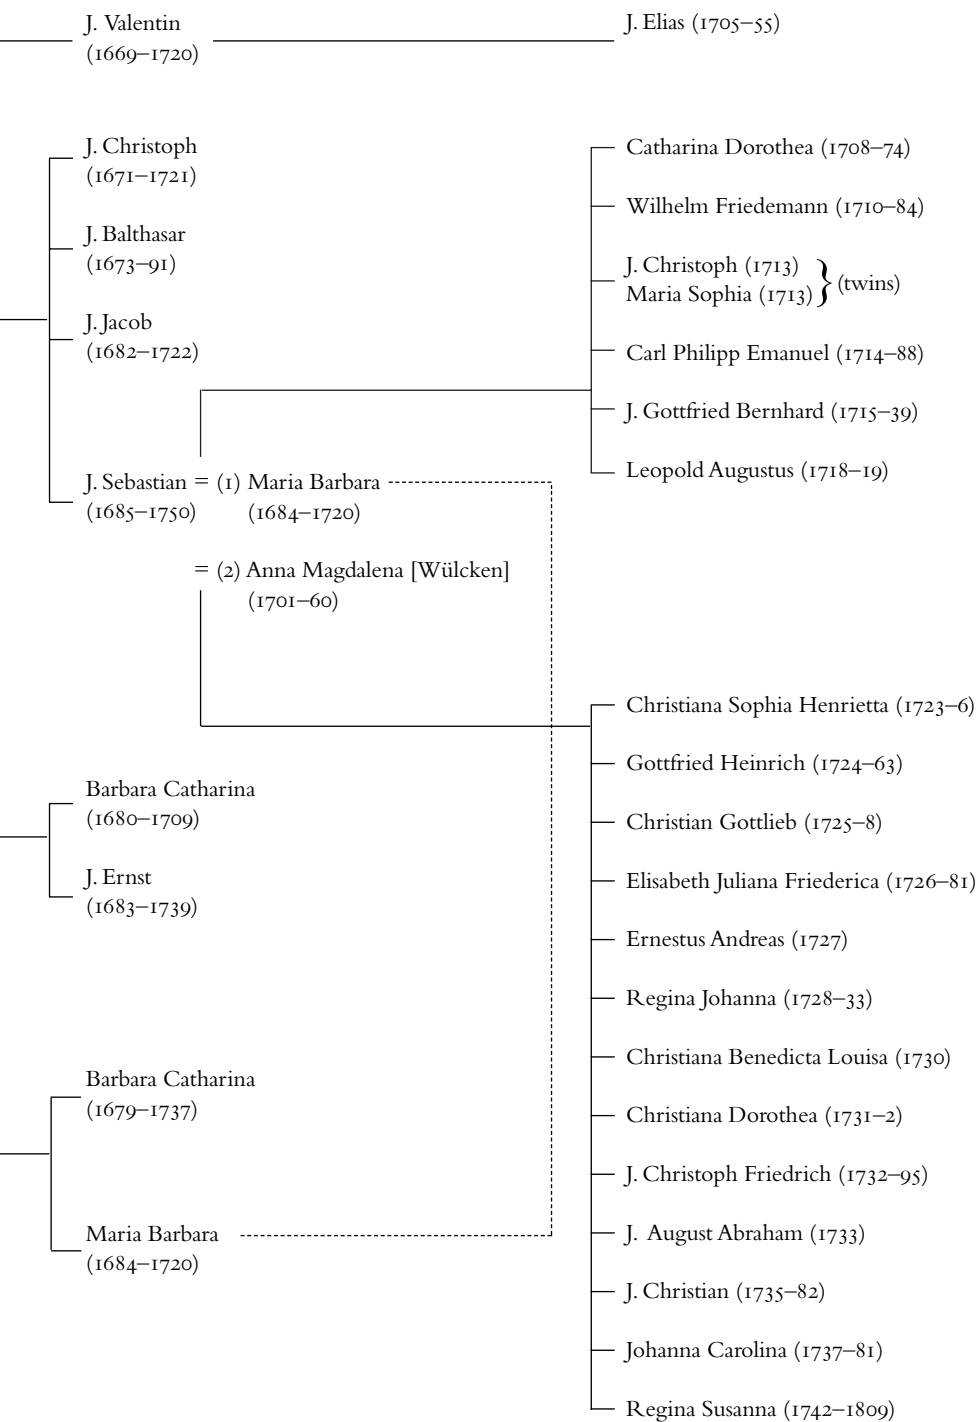 J. Valentin
(1669–1720)
J. Elias (1705–55)
J. Christoph
(1671–1721)
J. Balthasar
(1673–91)
J. Jacob
(1682–1722)
J. Sebastian = (1) Maria Barbara
(1685–1750) (1684–1720)
= (2) Anna Magdalena [Wülcken]
(1701–60)
Barbara Catharina
(1680–1709)
J. Ernst
(1683–1739)
Barbara Catharina
(1679–1737)
Maria Barbara
(1684–1720)
Catharina Dorothea (1708–74)
Wilhelm Friedemann (1710–84)
J. Christoph (1713)
Maria Sophia (1713) } (twins)
Carl Philipp Emanuel (1714–88)
J. Gottfried Bernhard (1715–39)
Leopold Augustus (1718–19)
Christiana Sophia Henrietta (1723–6)
Gottfried Heinrich (1724–63)
Christian Gottlieb (1725–8)
Elisabeth Juliana Friederica (1726–81)
Ernestus Andreas (1727)
Regina Johanna (1728–33)
Christiana Benedicta Louisa (1730)
Christiana Dorothea (1731–2)
J. Christoph Friedrich (1732–95)
J. August Abraham (1733)
J. Christian (1735–82)
Johanna Carolina (1737–81)
Regina Susanna (1742–1809)